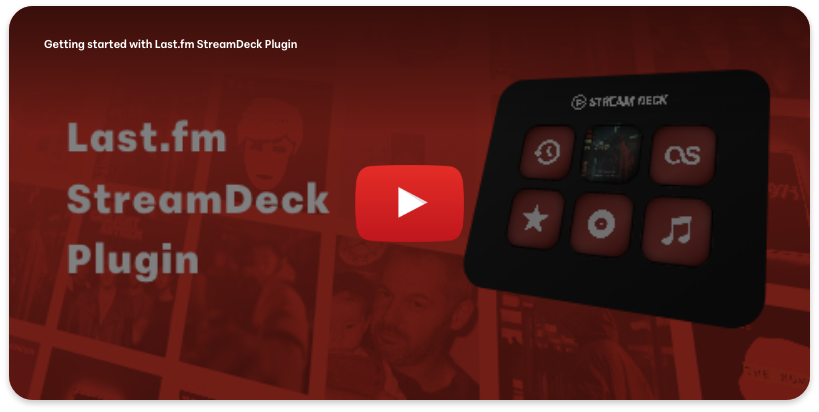 Getting started with Last.fm StreamDeck Plugin
Last.fm
StreamDeck
Plugin
STREAM DECK